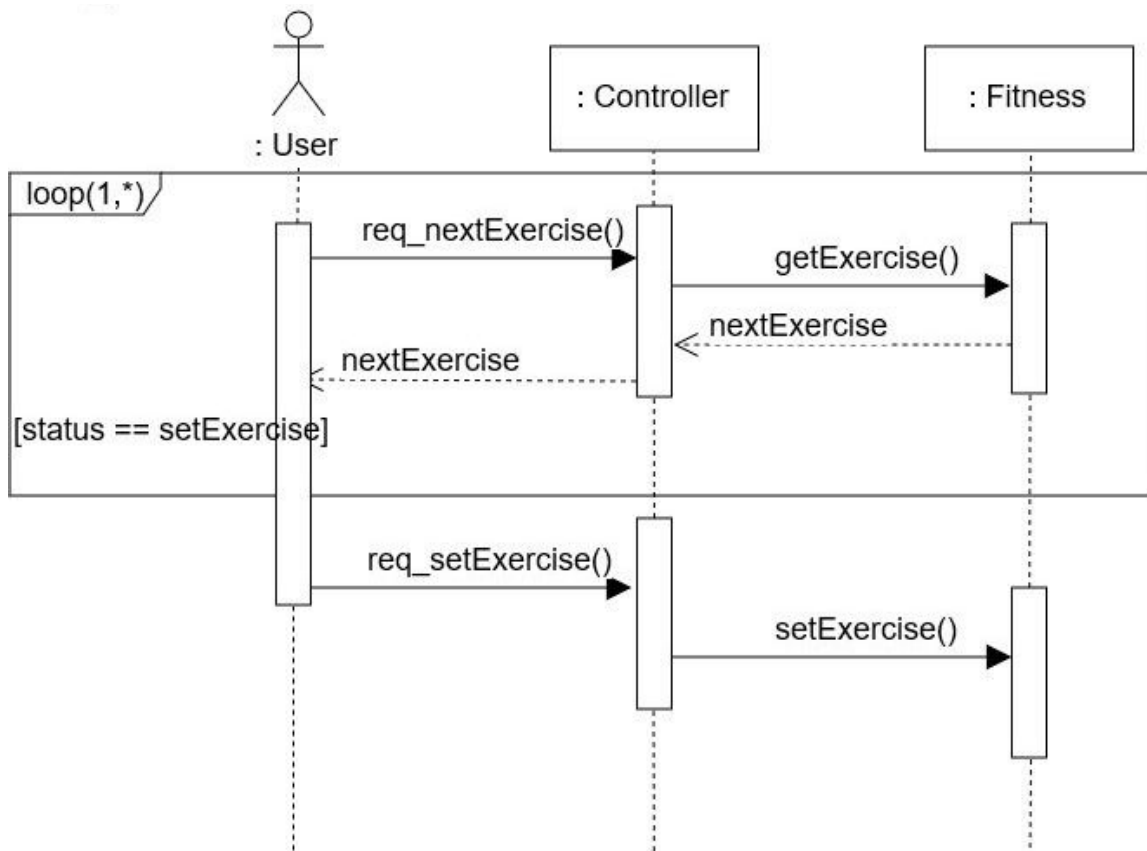 : User
: Controller
: Fitness
loop(1,*)
req_nextExercise()
getExercise()
nextExercise
nextExercise
[status == setExercise]
req_setExercise()
setExercise()